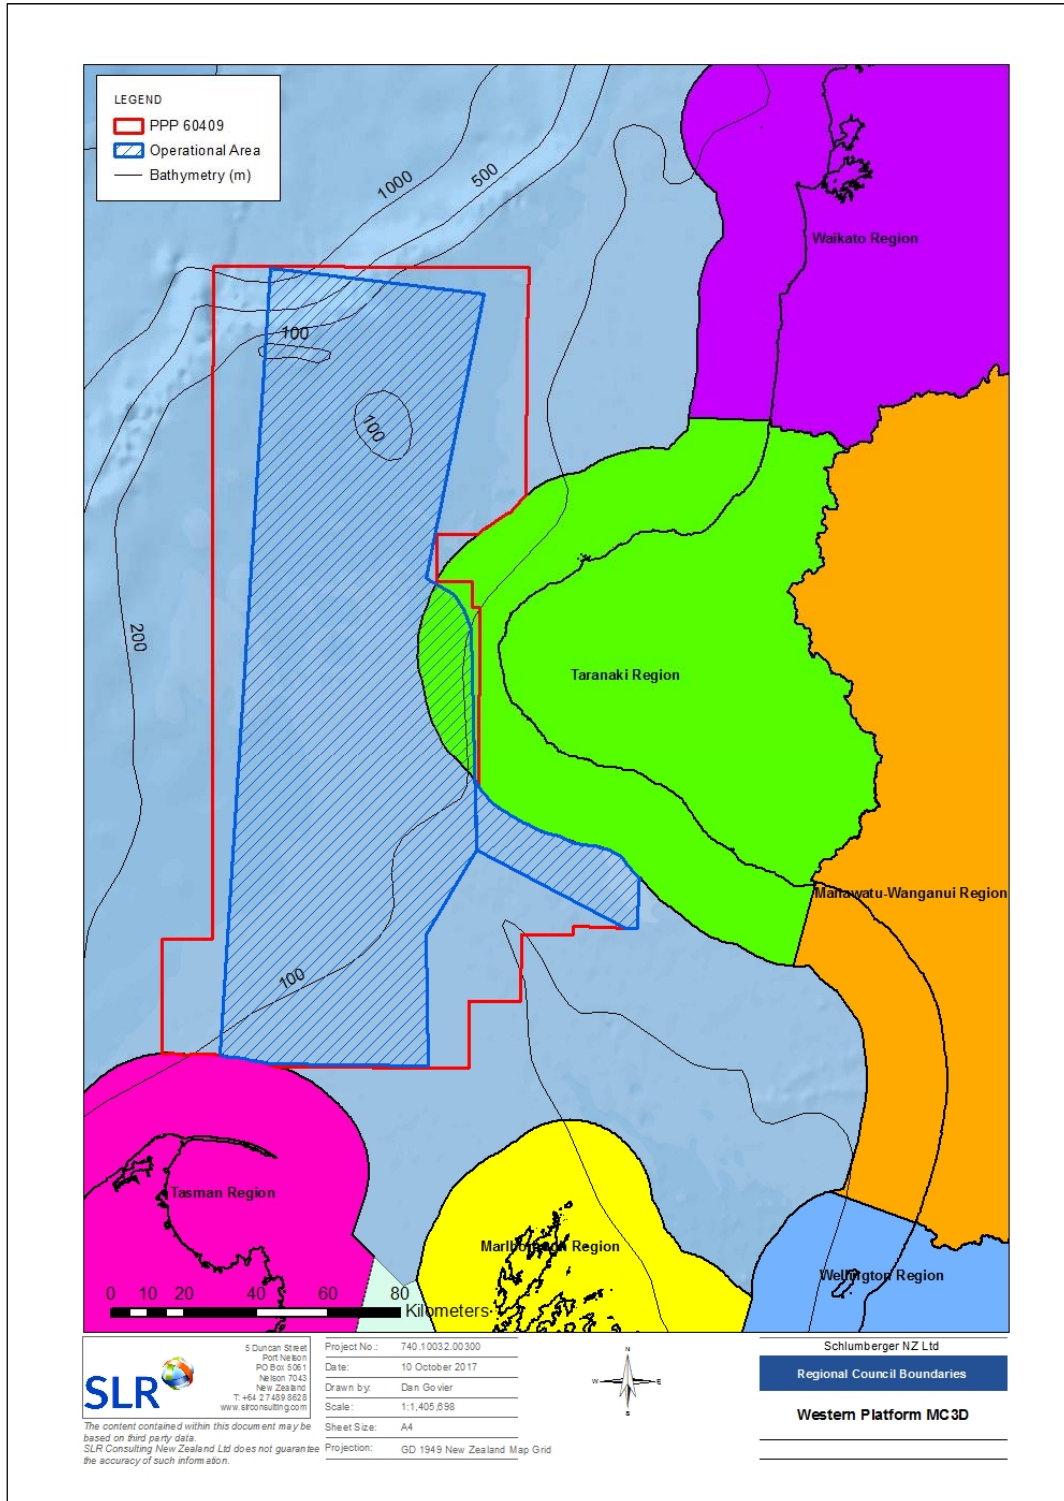 LEGEND
PPP 60409
Operational Area
Bathymetry (m)
1000
500
Waikato Region
100
100
200
Taranaki Region
Manawatu-Wanganui Region
100
Tasman Region
Marlborough Region
Wellington Region
0 10 20 40 60 80
Kilometers
SLR
5 Duncan Street
Port Nelson
PO Box 5061
Nelson 7043
New Zealand
T: +64 2 7489 8628
www.slrconsulting.com
The content contained within this document may be
based on third party data.
SLR Consulting New Zealand Ltd does not guarantee
the accuracy of such information.
Project No.: 740.10032.00300
Date: 10 October 2017
Drawn by: Dan Govier
Scale: 1:1,405,698
Sheet Size: A4
Projection: GD 1949 New Zealand Map Grid
N
W E
S
Schlumberger NZ Ltd
Regional Council Boundaries
Western Platform MC3D